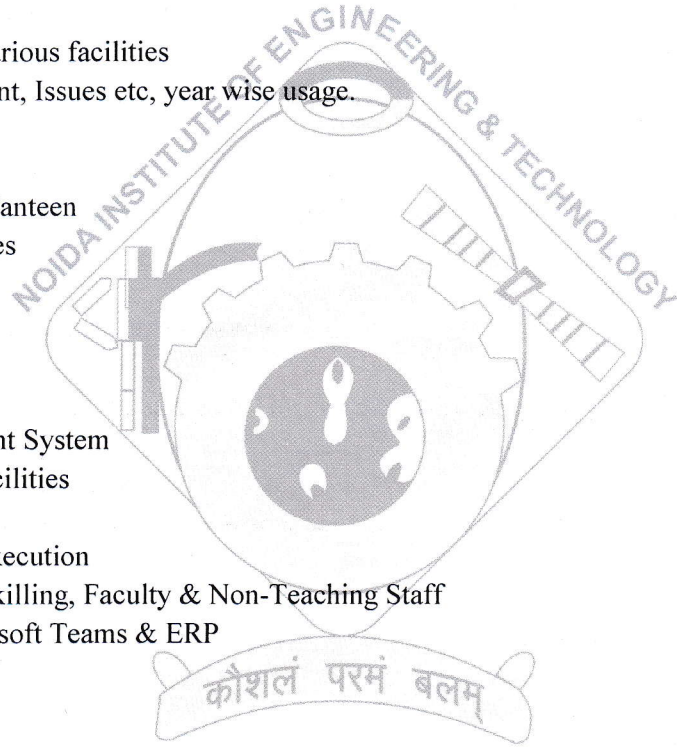 NOIDA INSTITUTE OF ENGINEERING & TECHNOLOGY
rious facilities
nt, Issues etc, year wise usage.
anteen
es
nt System
cilities
xecution
killing, Faculty & Non-Teaching Staff
soft Teams & ERP
कौशलं परमं बलम्